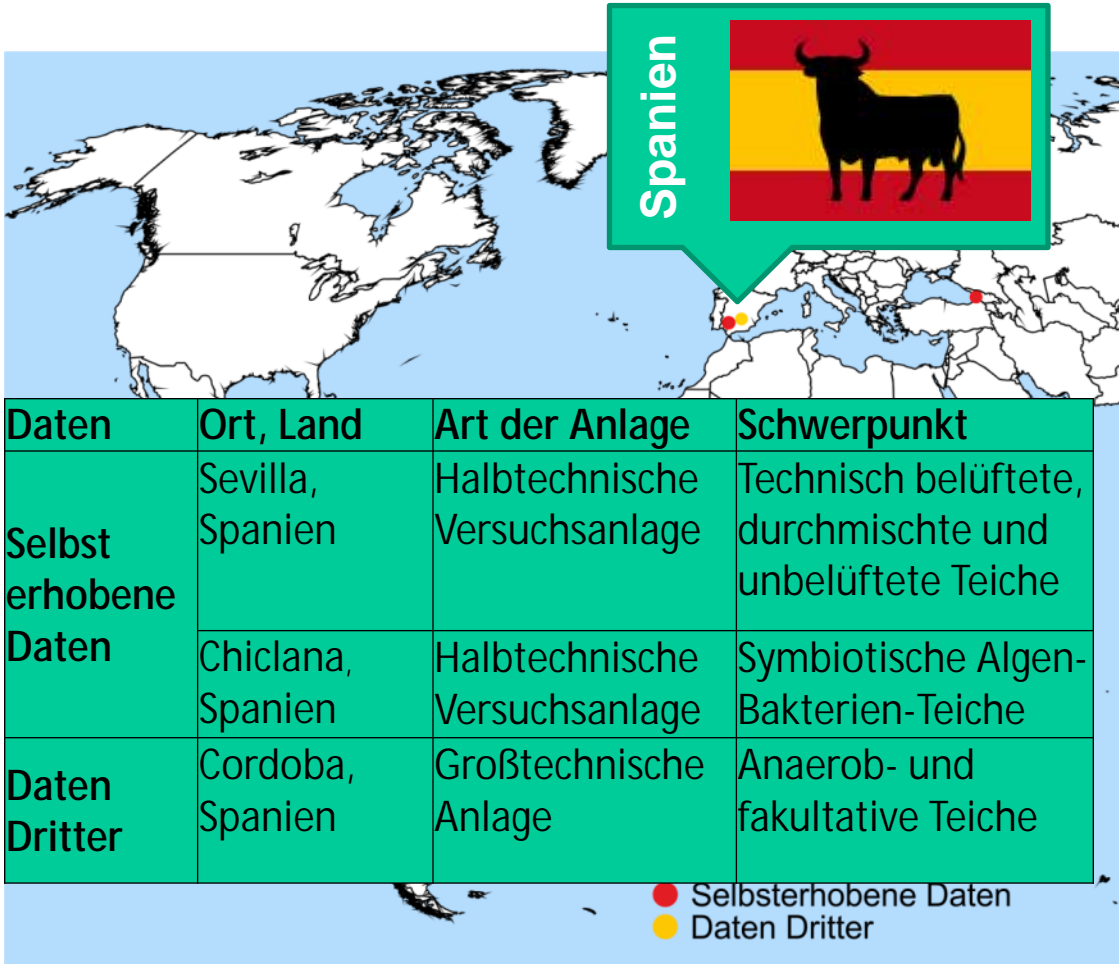 Spanien
Daten Ort, Land Art der Anlage Schwerpunkt
Selbst
erhobene
Daten
Sevilla,
Spanien
Halbtechnische
Versuchsanlage
Technisch belüftete,
durchmischte und
unbelüftete Teiche
Chiclana,
Spanien
Halbtechnische
Versuchsanlage
Symbiotische Algen-
Bakterien-Teiche
Daten
Dritter
Cordoba,
Spanien
Großtechnische
Anlage
Anaerob- und
fakultative Teiche
Selbsterhobene Daten
Daten Dritter